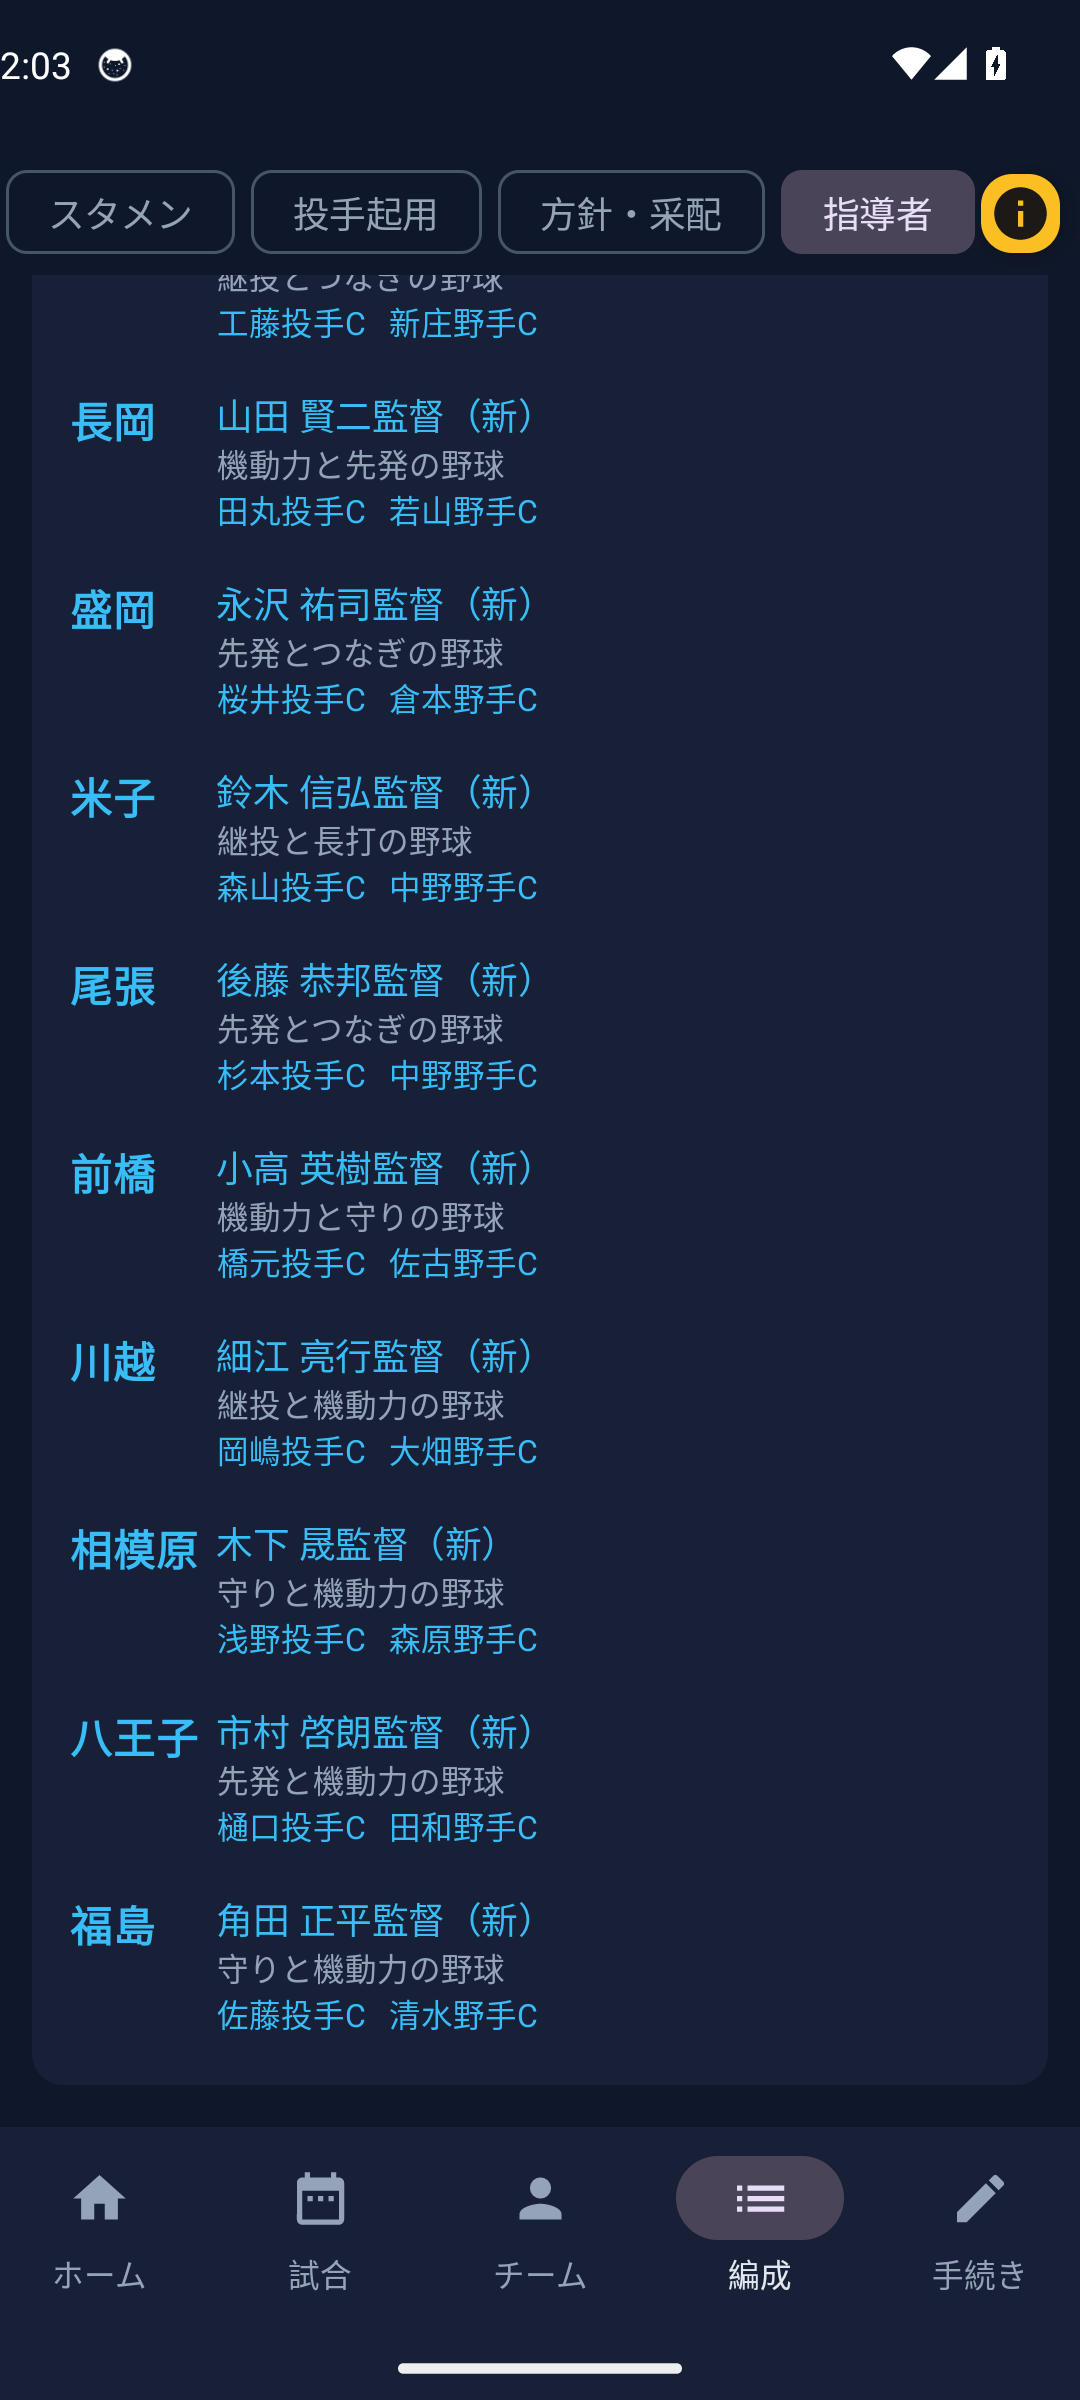 2:03
スタメン
投手起用
方針・采配
指導者
継投とつなぎの野球
工藤投手C 新庄野手C
長岡 山田 賢二監督（新）
機動力と先発の野球
田丸投手C 若山野手C
盛岡 永沢 祐司監督（新）
先発とつなぎの野球
桜井投手C 倉本野手C
米子 鈴木 信弘監督（新）
継投と長打の野球
森山投手C 中野野手C
尾張 後藤 恭邦監督（新）
先発とつなぎの野球
杉本投手C 中野野手C
前橋 小高 英樹監督（新）
機動力と守りの野球
橋元投手C 佐古野手C
川越 細江 亮行監督（新）
継投と機動力の野球
岡嶋投手C 大畑野手C
相模原 木下 晟監督（新）
守りと機動力の野球
浅野投手C 森原野手C
八王子 市村 啓朗監督（新）
先発と機動力の野球
樋口投手C 田和野手C
福島 角田 正平監督（新）
守りと機動力の野球
佐藤投手C 清水野手C
ホーム
試合
チーム
編成
手続き